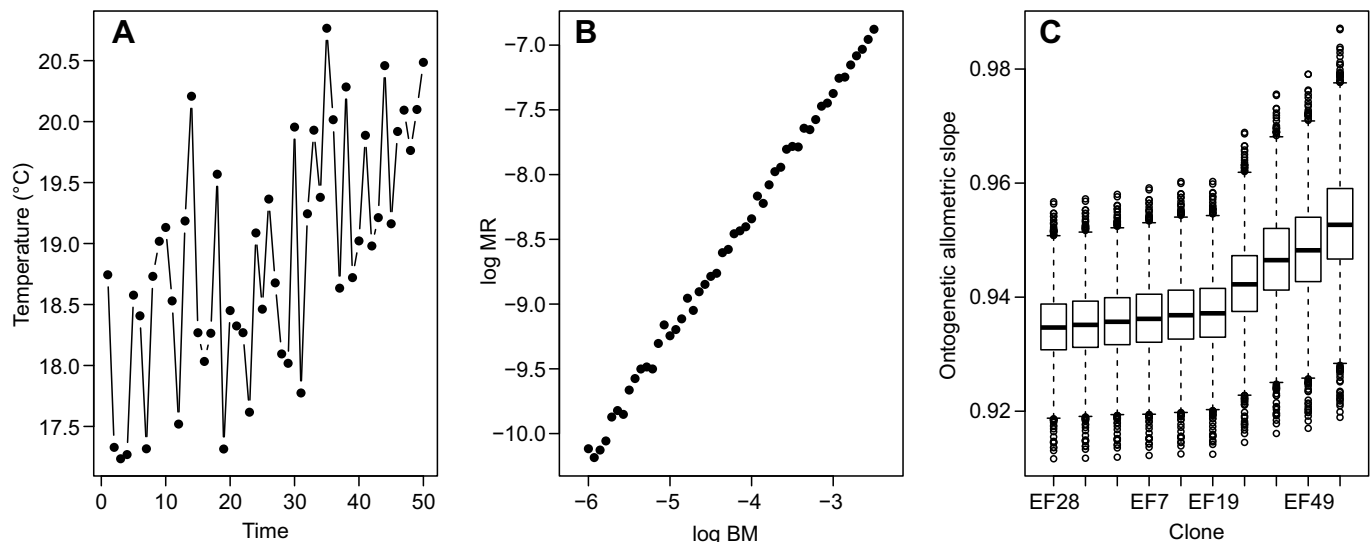 A
Temperature (°C)
20.5
20.0
19.5
19.0
18.5
18.0
17.5
0 10 20 30 40 50
Time
B
log MR
−7.0
−7.5
−8.0
−8.5
−9.0
−9.5
−10.0
−6 −5 −4 −3
log BM
C
Ontogenetic allometric slope
0.98
0.96
0.94
0.92
EF28 EF7 EF19 EF49
Clone